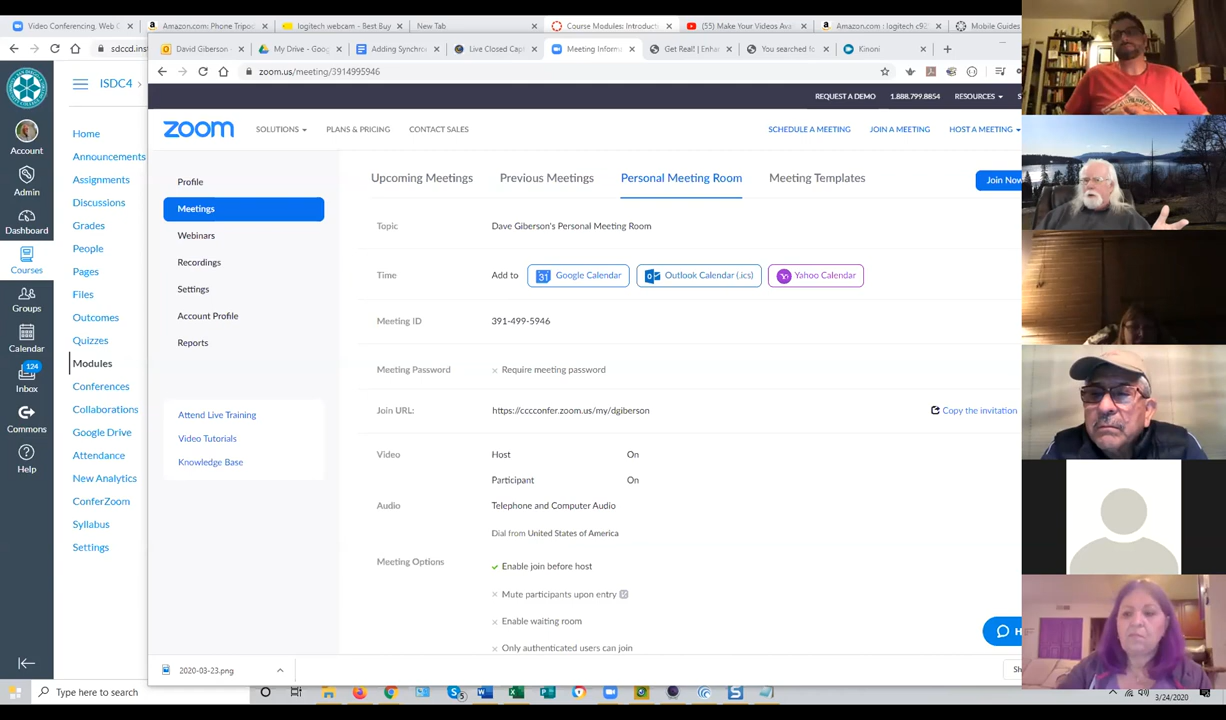 Video Conferencing, Web C
Amazon.com: Phone Tripod
logitech webcam - Best Buy
New Tab
Course Modules: Introducto
(55) Make Your Videos Awe
Amazon.com : logitech c92
Mobile Guides
sdccd.inst
David Giberson
My Drive - Goog
Adding Synchro
Live Closed Cap
Meeting Inform
Get Real! | Enhan
You searched fo
Kinoni
zoom.us/meeting/3914995946
REQUEST A DEMO 1.888.799.8854 RESOURCES S
zoom SOLUTIONS PLANS & PRICING CONTACT SALES SCHEDULE A MEETING JOIN A MEETING HOST A MEETING
ISDC4
Account
Admin
Dashboard
Courses
Groups
Calendar
124
Inbox
Commons
Help
Home
Announcements
Assignments
Discussions
Grades
People
Pages
Files
Outcomes
Quizzes
Modules
Conferences
Collaborations
Google Drive
Attendance
New Analytics
ConferZoom
Syllabus
Settings
Profile
Meetings
Webinars
Recordings
Settings
Account Profile
Reports
Attend Live Training
Video Tutorials
Knowledge Base
Upcoming Meetings Previous Meetings Personal Meeting Room Meeting Templates
Join Now
Topic Dave Giberson's Personal Meeting Room
Time Add to 31 Google Calendar Outlook Calendar (.ics) Yahoo Calendar
Meeting ID 391-499-5946
Meeting Password × Require meeting password
Join URL: https://cccconfer.zoom.us/my/dgiberson Copy the invitation
Video Host On
Participant On
Audio Telephone and Computer Audio
Dial from United States of America
Meeting Options ✓ Enable join before host
× Mute participants upon entry
× Enable waiting room
× Only authenticated users can join
H
2020-03-23.png
Sh
Type here to search
3/24/2020